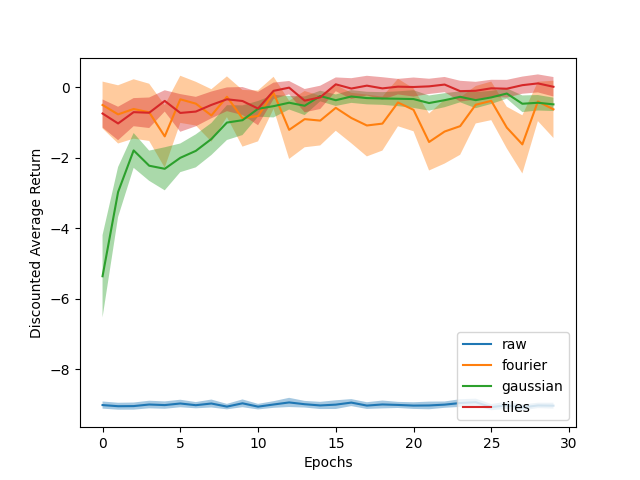 0
−2
−4
−6
−8
Discounted Average Return
raw
fourier
gaussian
tiles
0 5 10 15 20 25 30
Epochs